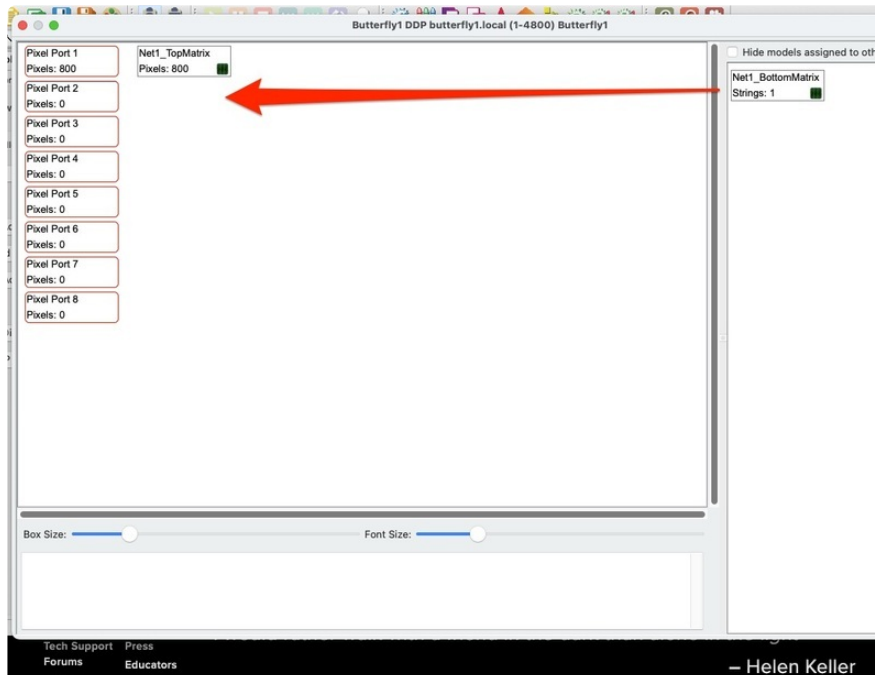 Butterfly1 DDP butterfly1.local (1-4800) Butterfly1
Pixel Port 1
Pixels: 800
Net1_TopMatrix
Pixels: 800
Pixel Port 2
Pixels: 0
Pixel Port 3
Pixels: 0
Pixel Port 4
Pixels: 0
Pixel Port 5
Pixels: 0
Pixel Port 6
Pixels: 0
Pixel Port 7
Pixels: 0
Pixel Port 8
Pixels: 0
Hide models assigned to oth
Net1_BottomMatrix
Strings: 1
Box Size:
Font Size:
Tech Support
Press
Forums
Educators
– Helen Keller